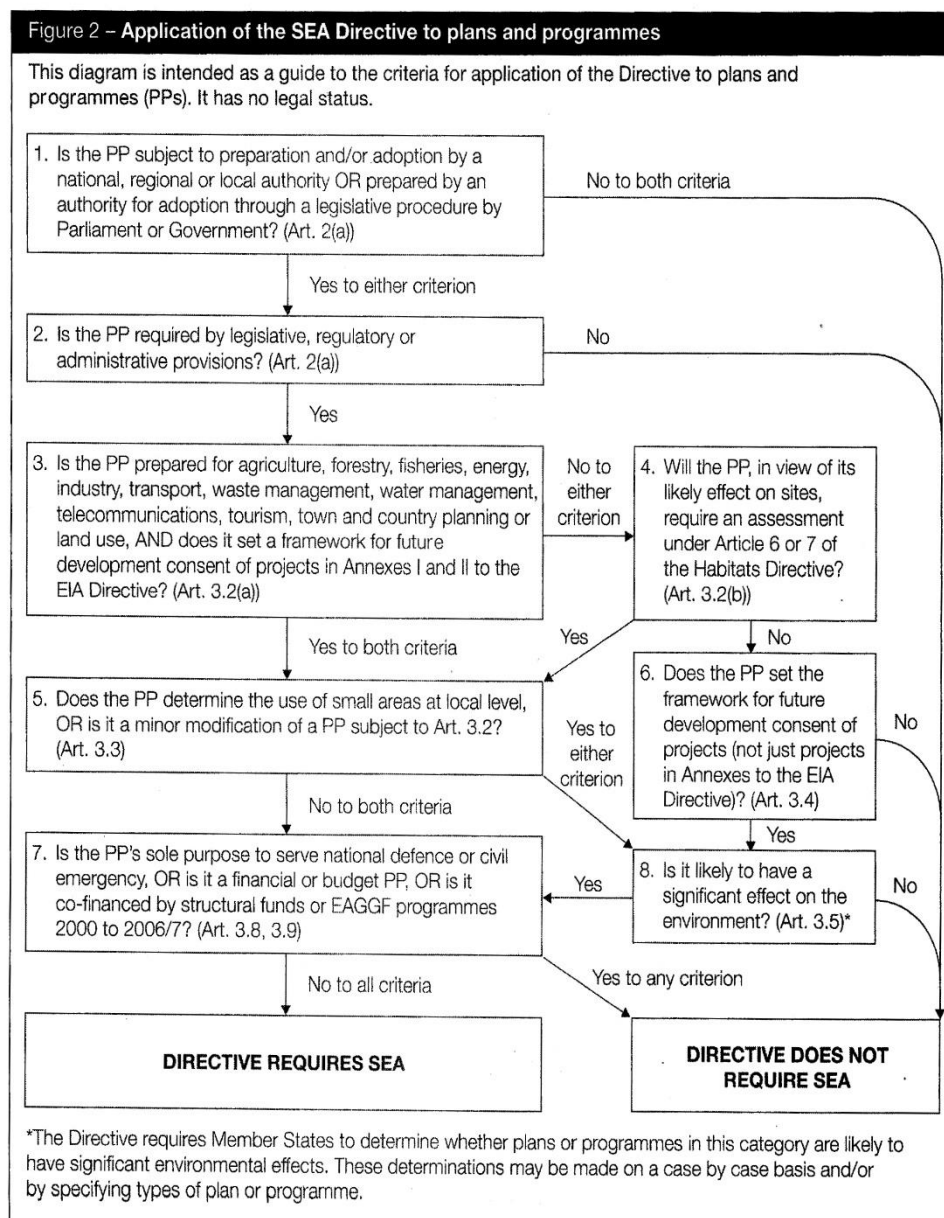 Figure 2 – Application of the SEA Directive to plans and programmes
This diagram is intended as a guide to the criteria for application of the Directive to plans and
programmes (PPs). It has no legal status.
1. Is the PP subject to preparation and/or adoption by a
national, regional or local authority OR prepared by an
authority for adoption through a legislative procedure by
Parliament or Government? (Art. 2(a))
No to both criteria
Yes to either criterion
2. Is the PP required by legislative, regulatory or
administrative provisions? (Art. 2(a))
No
Yes
3. Is the PP prepared for agriculture, forestry, fisheries, energy,
industry, transport, waste management, water management,
telecommunications, tourism, town and country planning or
land use, AND does it set a framework for future
development consent of projects in Annexes I and II to the
EIA Directive? (Art. 3.2(a))
No to
either
criterion
4. Will the PP, in view of its
likely effect on sites,
require an assessment
under Article 6 or 7 of
the Habitats Directive?
(Art. 3.2(b))
Yes to both criteria
Yes
No
5. Does the PP determine the use of small areas at local level,
OR is it a minor modification of a PP subject to Art. 3.2?
(Art. 3.3)
Yes to
either
criterion
6. Does the PP set the
framework for future
development consent of
projects (not just projects
in Annexes to the EIA
Directive)? (Art. 3.4)
No
No to both criteria
Yes
7. Is the PP's sole purpose to serve national defence or civil
emergency, OR is it a financial or budget PP, OR is it
co-financed by structural funds or EAGGF programmes
2000 to 2006/7? (Art. 3.8, 3.9)
Yes
8. Is it likely to have a
significant effect on the
environment? (Art. 3.5)*
No
No to all criteria
Yes to any criterion
DIRECTIVE REQUIRES SEA
DIRECTIVE DOES NOT
REQUIRE SEA
*The Directive requires Member States to determine whether plans or programmes in this category are likely to
have significant environmental effects. These determinations may be made on a case by case basis and/or
by specifying types of plan or programme.